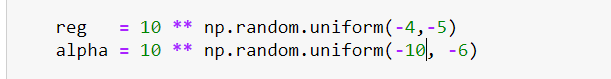 reg   = 10 ** np.random.uniform(-4,-5)
alpha = 10 ** np.random.uniform(-10, -6)